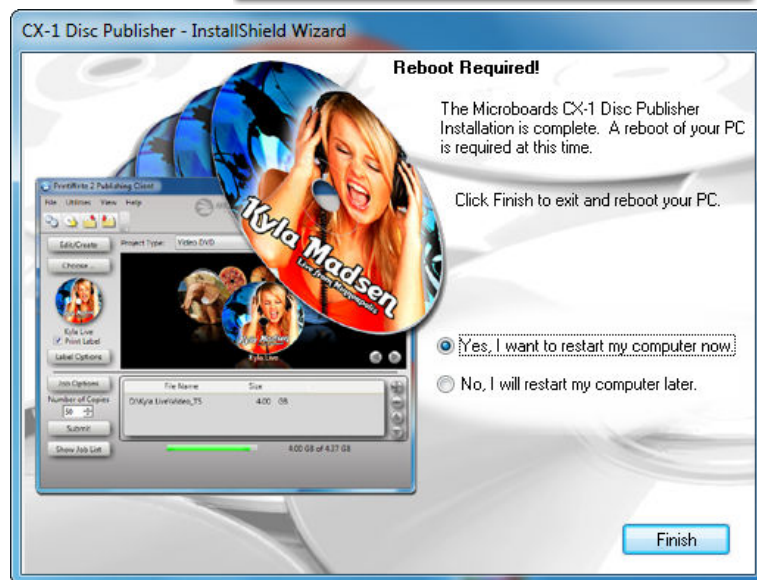 CX-1 Disc Publisher - InstallShield Wizard
Reboot Required!
The Microboards CX-1 Disc Publisher
Installation is complete. A reboot of your PC
is required at this time.
Click Finish to exit and reboot your PC.
Kyla Madsen
Live from Minneapolis
PrintWrite 2 Publishing Client
File Utilities View Help
Edit/Create
Project Type: Video DVD
Choose ...
Kyla Live
Print Label
Kyla Live
Label Options
Job Options
File Name Size
Number of Copies
D:\Kyla Live\Video_TS 4.00 GB
50
Submit
Show Job List
4.00 GB of 4.37 GB
Yes, I want to restart my computer now.
No, I will restart my computer later.
Finish